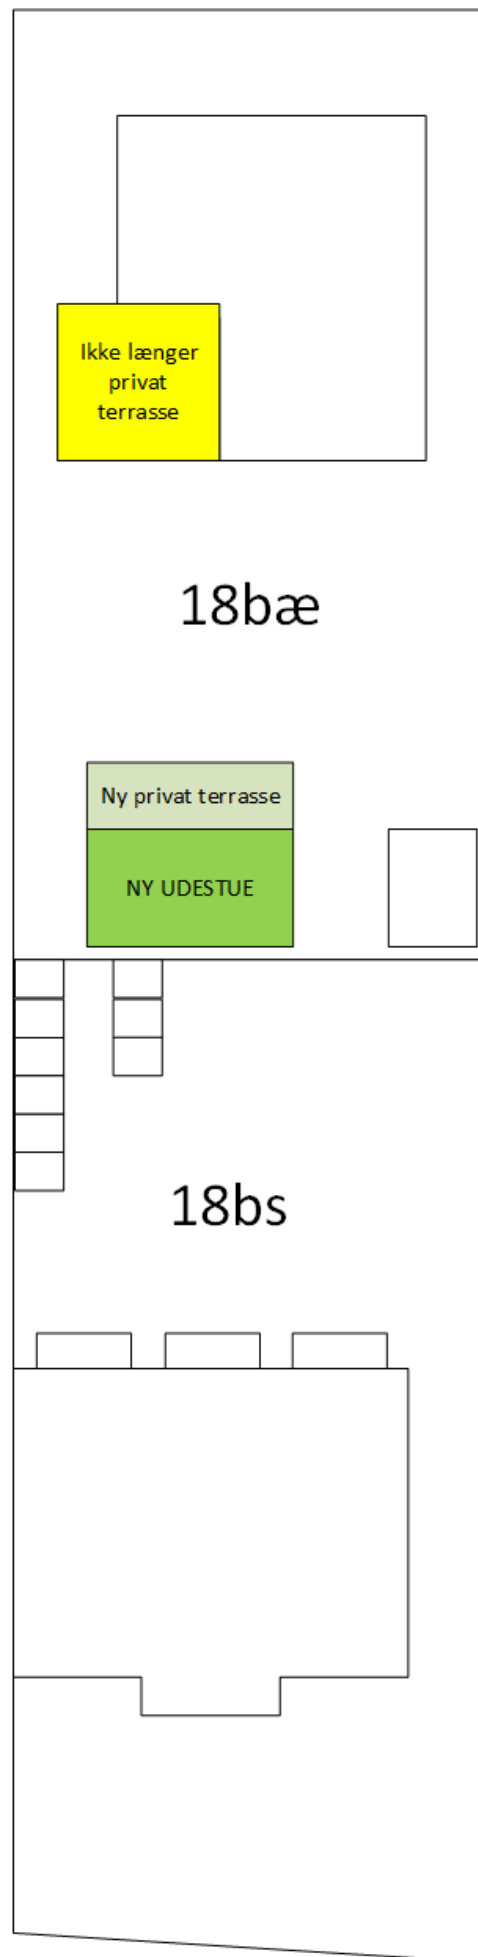 Ikke længer
privat
terrasse
18bæ
Ny privat terrasse
NY UDESTUE
18bs